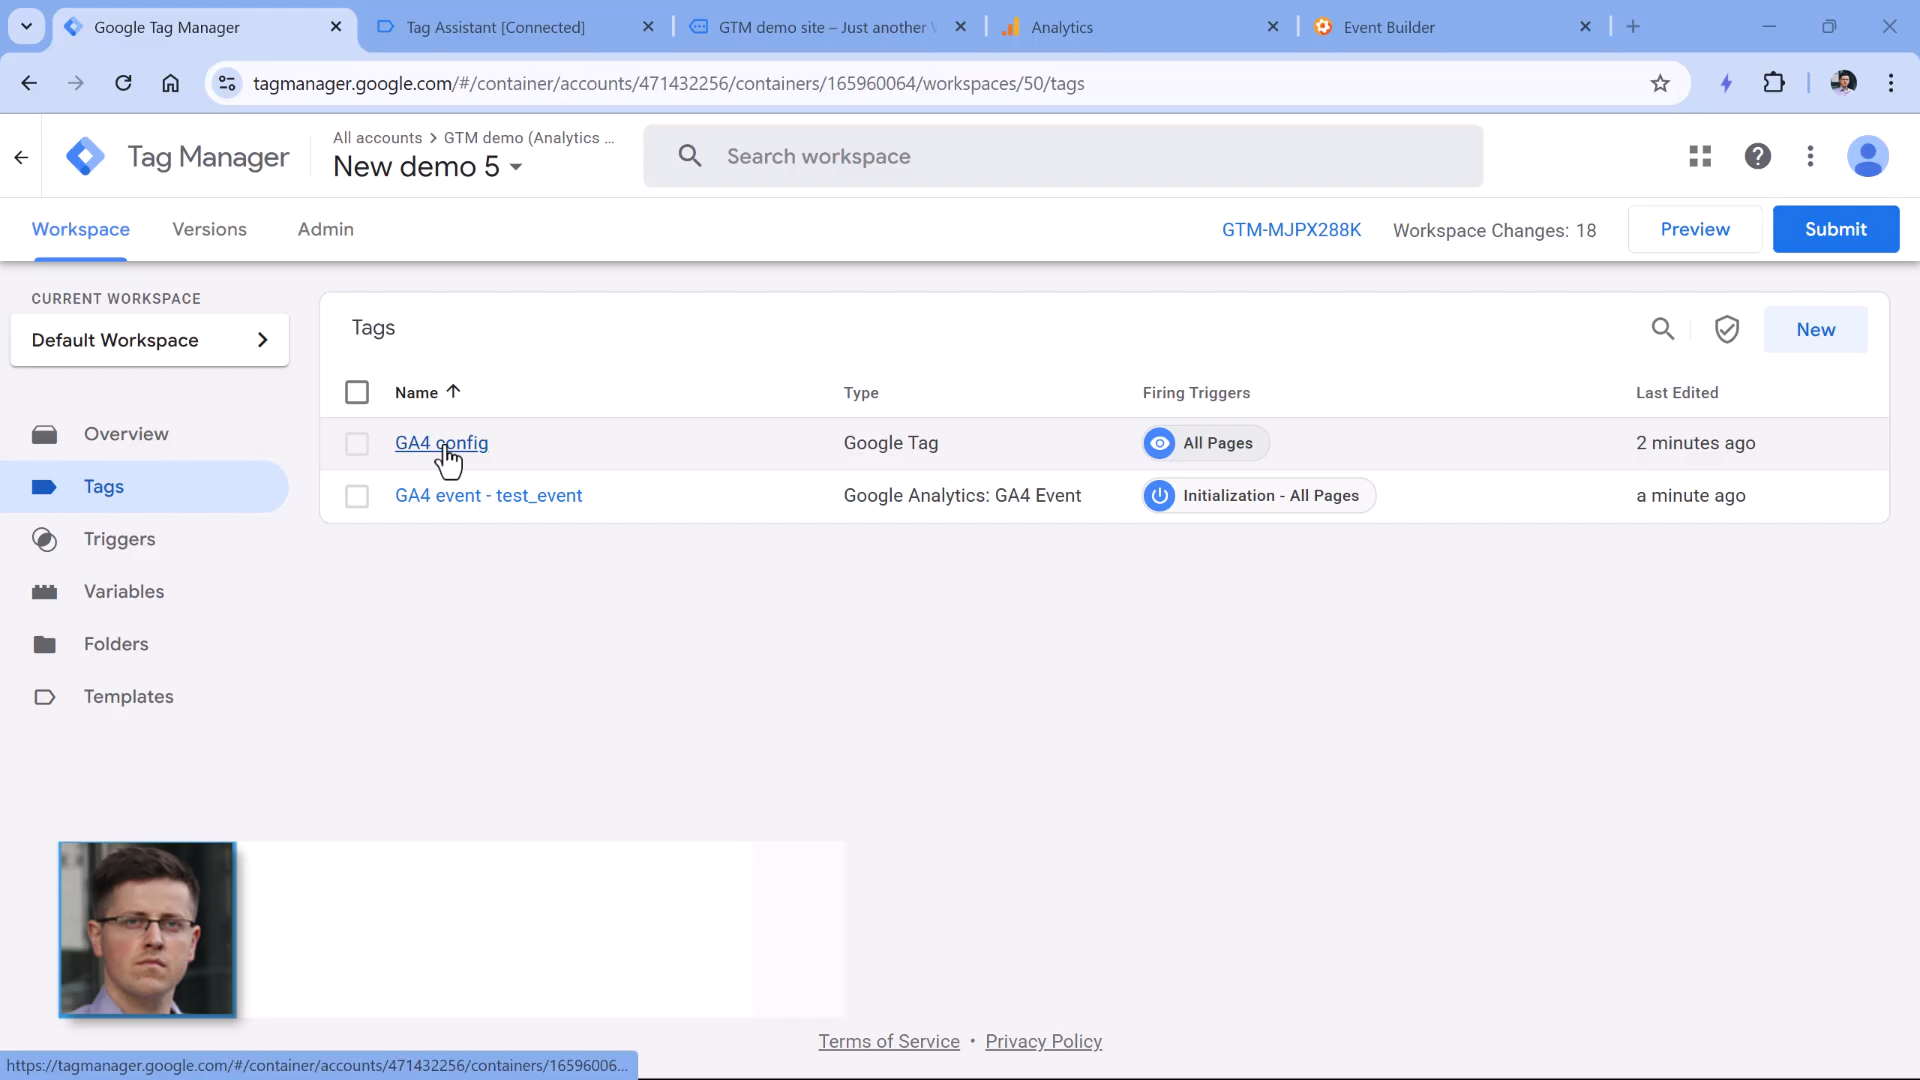 Google Tag Manager
Tag Assistant [Connected]
GTM demo site – Just another
Analytics
Event Builder
tagmanager.google.com/#/container/accounts/471432256/containers/165960064/workspaces/50/tags
Tag Manager
All accounts > GTM demo (Analytics ...
New demo 5
Search workspace
Workspace
Versions
Admin
GTM-MJPX288K
Workspace Changes: 18
Preview
Submit
CURRENT WORKSPACE
Default Workspace
Overview
Tags
Triggers
Variables
Folders
Templates
Tags
New
Name
Type
Firing Triggers
Last Edited
GA4 config
Google Tag
All Pages
2 minutes ago
GA4 event - test_event
Google Analytics: GA4 Event
Initialization - All Pages
a minute ago
Terms of Service • Privacy Policy
https://tagmanager.google.com/#/container/accounts/471432256/containers/16596006...